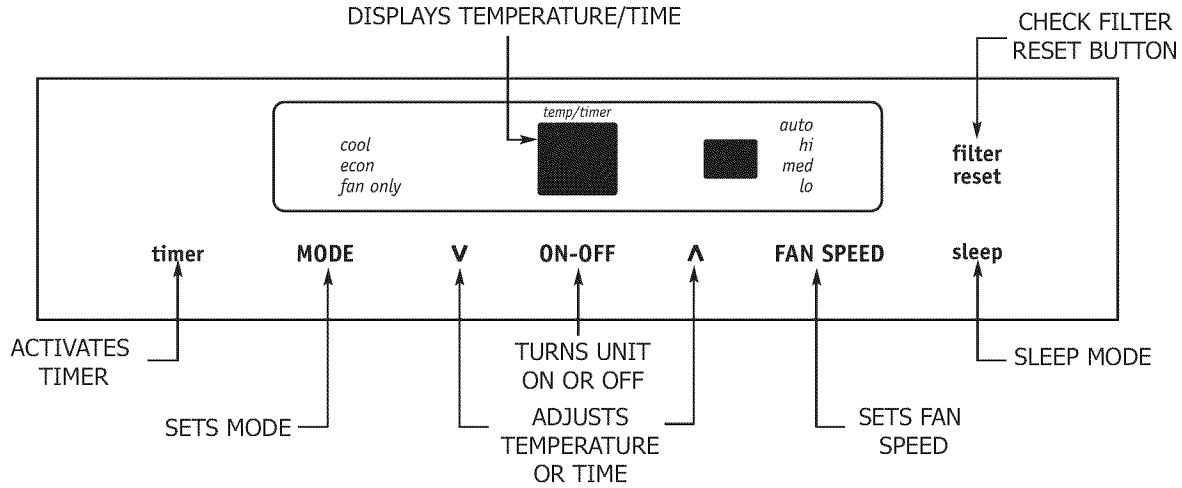 DISPLAYS TEMPERATURE/TIME
CHECK FILTER
RESET BUTTON
temp/timer
cool
econ
fan only
auto
hi
med
lo
filter
reset
timer
MODE
∨
ON-OFF
∧
FAN SPEED
sleep
ACTIVATES
TIMER
SETS MODE
TURNS UNIT
ON OR OFF
ADJUSTS
TEMPERATURE
OR TIME
SETS FAN
SPEED
SLEEP MODE